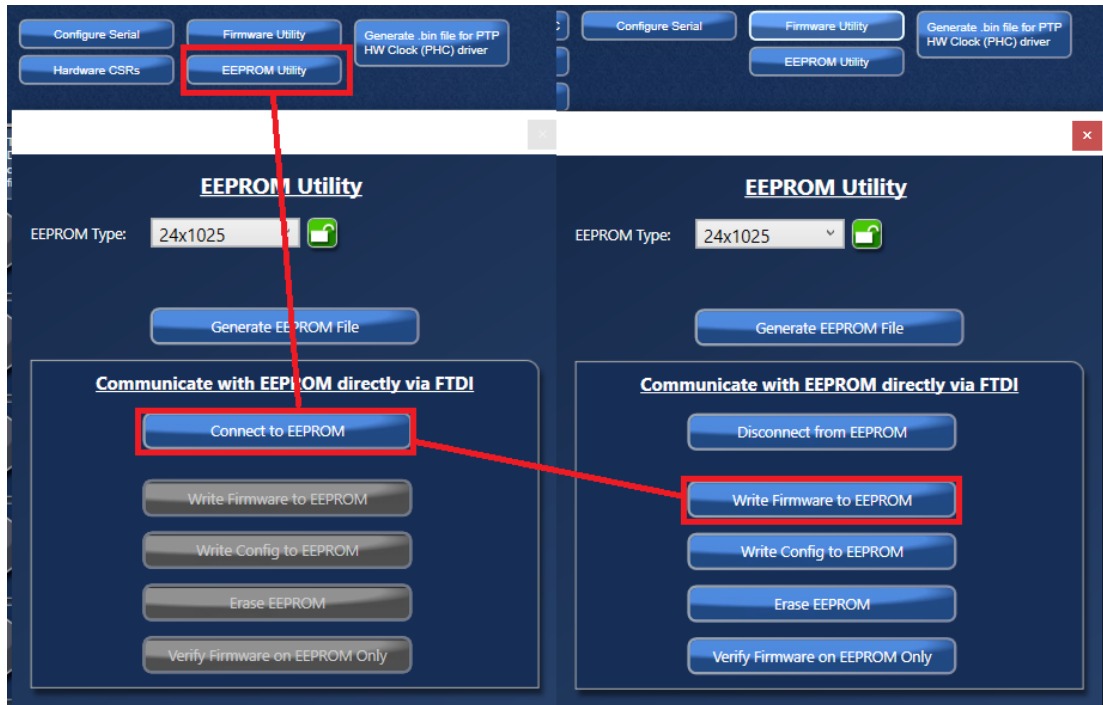 Configure Serial
Firmware Utility
Generate .bin file for PTP
HW Clock (PHC) driver
Hardware CSRs
EEPROM Utility
EEPROM Utility
EEPROM Type:
24x1025
Generate EEPROM File
Communicate with EEPROM directly via FTDI
Connect to EEPROM
Write Firmware to EEPROM
Write Config to EEPROM
Erase EEPROM
Verify Firmware on EEPROM Only
Configure Serial
Firmware Utility
Generate .bin file for PTP
HW Clock (PHC) driver
EEPROM Utility
EEPROM Utility
EEPROM Type:
24x1025
Generate EEPROM File
Communicate with EEPROM directly via FTDI
Disconnect from EEPROM
Write Firmware to EEPROM
Write Config to EEPROM
Erase EEPROM
Verify Firmware on EEPROM Only